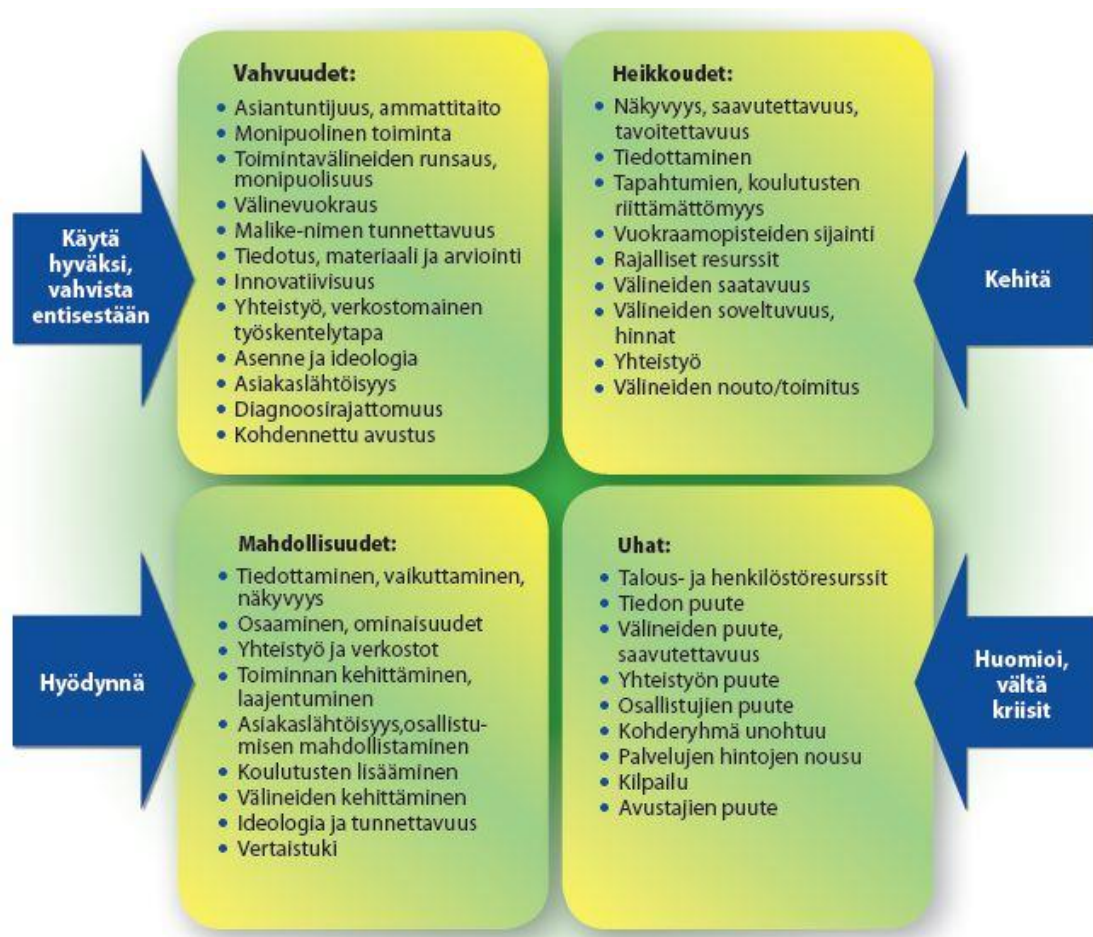 Vahvuudet:
• Asiantuntijuus, ammattitaito
• Monipuolinen toiminta
• Toimintavälineiden runsaus,
monipuolisuus
• Välinevuokraus
• Malike-nimen tunnettavuus
• Tiedotus, materiaali ja arviointi
• Innovatiivisuus
• Yhteistyö, verkostomainen
työskentelytapa
• Asenne ja ideologia
• Asiakaslähtöisyys
• Diagnoosirajattomuus
• Kohdennettu avustus
Heikkoudet:
• Näkyvyys, saavutettavuus,
tavoitettavuus
• Tiedottaminen
• Tapahtumien, koulutusten
riittämättömyys
• Vuokraamopisteiden sijainti
• Rajalliset resurssit
• Välineiden saatavuus
• Välineiden soveltuvuus,
hinnat
• Yhteistyö
• Välineiden nouto/toimitus
Käytä
hyväksi,
vahvista
entisestään
Kehitä
Mahdollisuudet:
• Tiedottaminen, vaikuttaminen,
näkyvyys
• Osaaminen, ominaisuudet
• Yhteistyö ja verkostot
• Toiminnan kehittäminen,
laajentuminen
• Asiakaslähtöisyys,osallistu-
misen mahdollistaminen
• Koulutusten lisääminen
• Välineiden kehittäminen
• Ideologia ja tunnettavuus
• Vertaistuki
Uhat:
• Talous- ja henkilöstöresurssit
• Tiedon puute
• Välineiden puute,
saavutettavuus
• Yhteistyön puute
• Osallistujien puute
• Kohderyhmä unohtuu
• Palvelujen hintojen nousu
• Kilpailu
• Avustajien puute
Hyödynnä
Huomioi,
vältä
kriisit